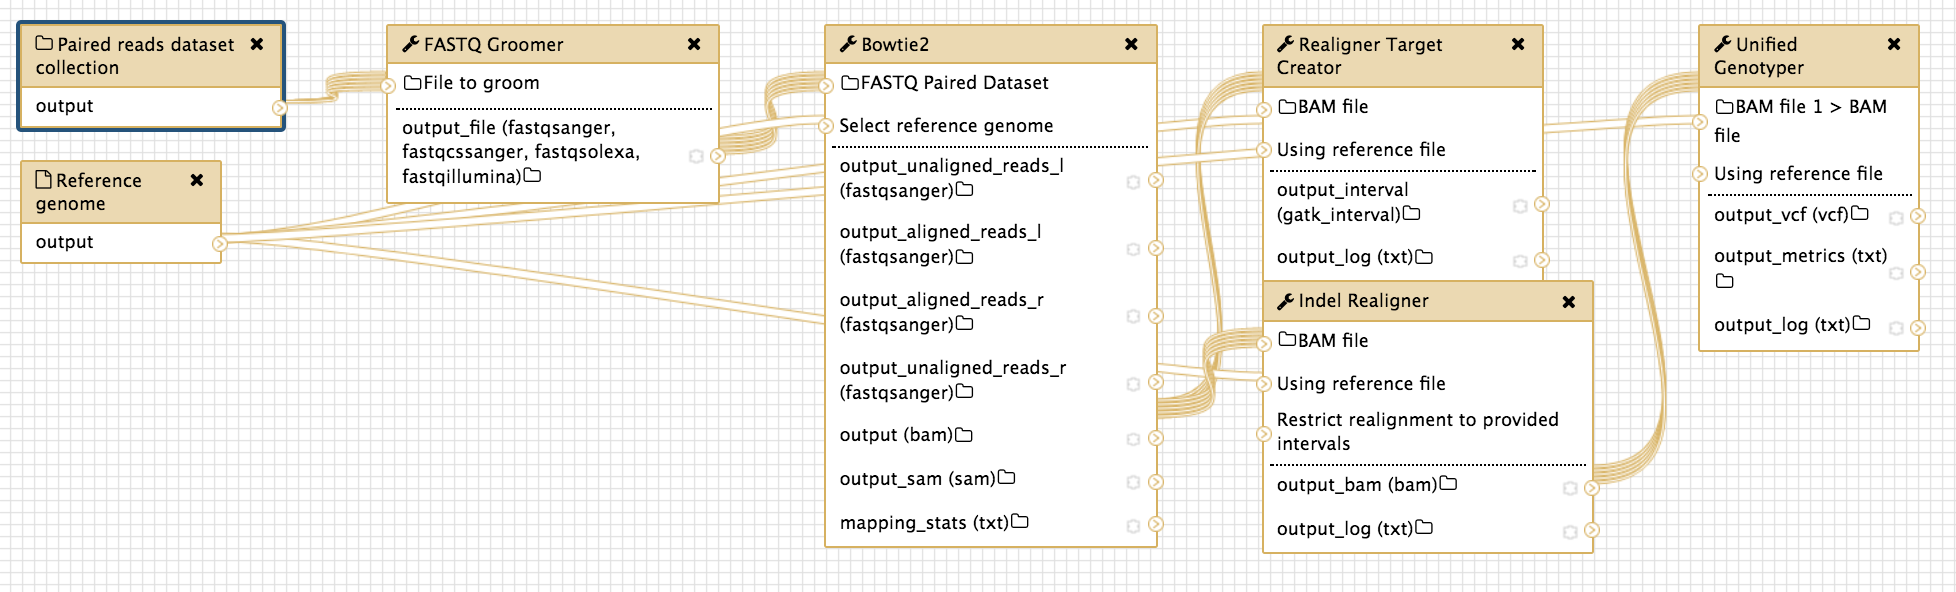 Paired reads dataset
collection
output
Reference
genome
output
FASTQ Groomer
File to groom
output_file (fastqsanger,
fastqcssanger, fastqsolexa,
fastqillumina)
Bowtie2
FASTQ Paired Dataset
Select reference genome
output_unaligned_reads_l
(fastqsanger)
output_aligned_reads_l
(fastqsanger)
output_aligned_reads_r
(fastqsanger)
output_unaligned_reads_r
(fastqsanger)
output (bam)
output_sam (sam)
mapping_stats (txt)
Realigner Target
Creator
BAM file
Using reference file
output_interval
(gatk_interval)
output_log (txt)
Indel Realigner
BAM file
Using reference file
Restrict realignment to provided
intervals
output_bam (bam)
output_log (txt)
Unified
Genotyper
BAM file 1 > BAM
file
Using reference file
output_vcf (vcf)
output_metrics (txt)
output_log (txt)